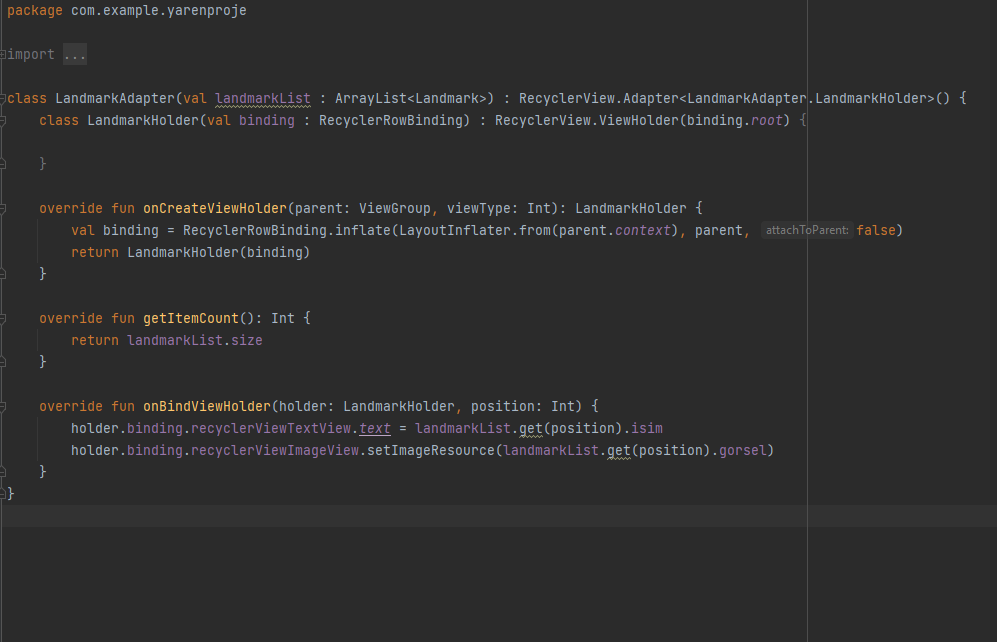 package com.example.yarenproje
import ...
class LandmarkAdapter(val landmarkList : ArrayList<Landmark>) : RecyclerView.Adapter<LandmarkAdapter.LandmarkHolder>() {
class LandmarkHolder(val binding : RecyclerRowBinding) : RecyclerView.ViewHolder(binding.root) {
}
override fun onCreateViewHolder(parent: ViewGroup, viewType: Int): LandmarkHolder {
val binding = RecyclerRowBinding.inflate(LayoutInflater.from(parent.context), parent, attachToParent: false)
return LandmarkHolder(binding)
}
override fun getItemCount(): Int {
return landmarkList.size
}
override fun onBindViewHolder(holder: LandmarkHolder, position: Int) {
holder.binding.recyclerViewTextView.text = landmarkList.get(position).isim
holder.binding.recyclerViewImageView.setImageResource(landmarkList.get(position).gorsel)
}
}